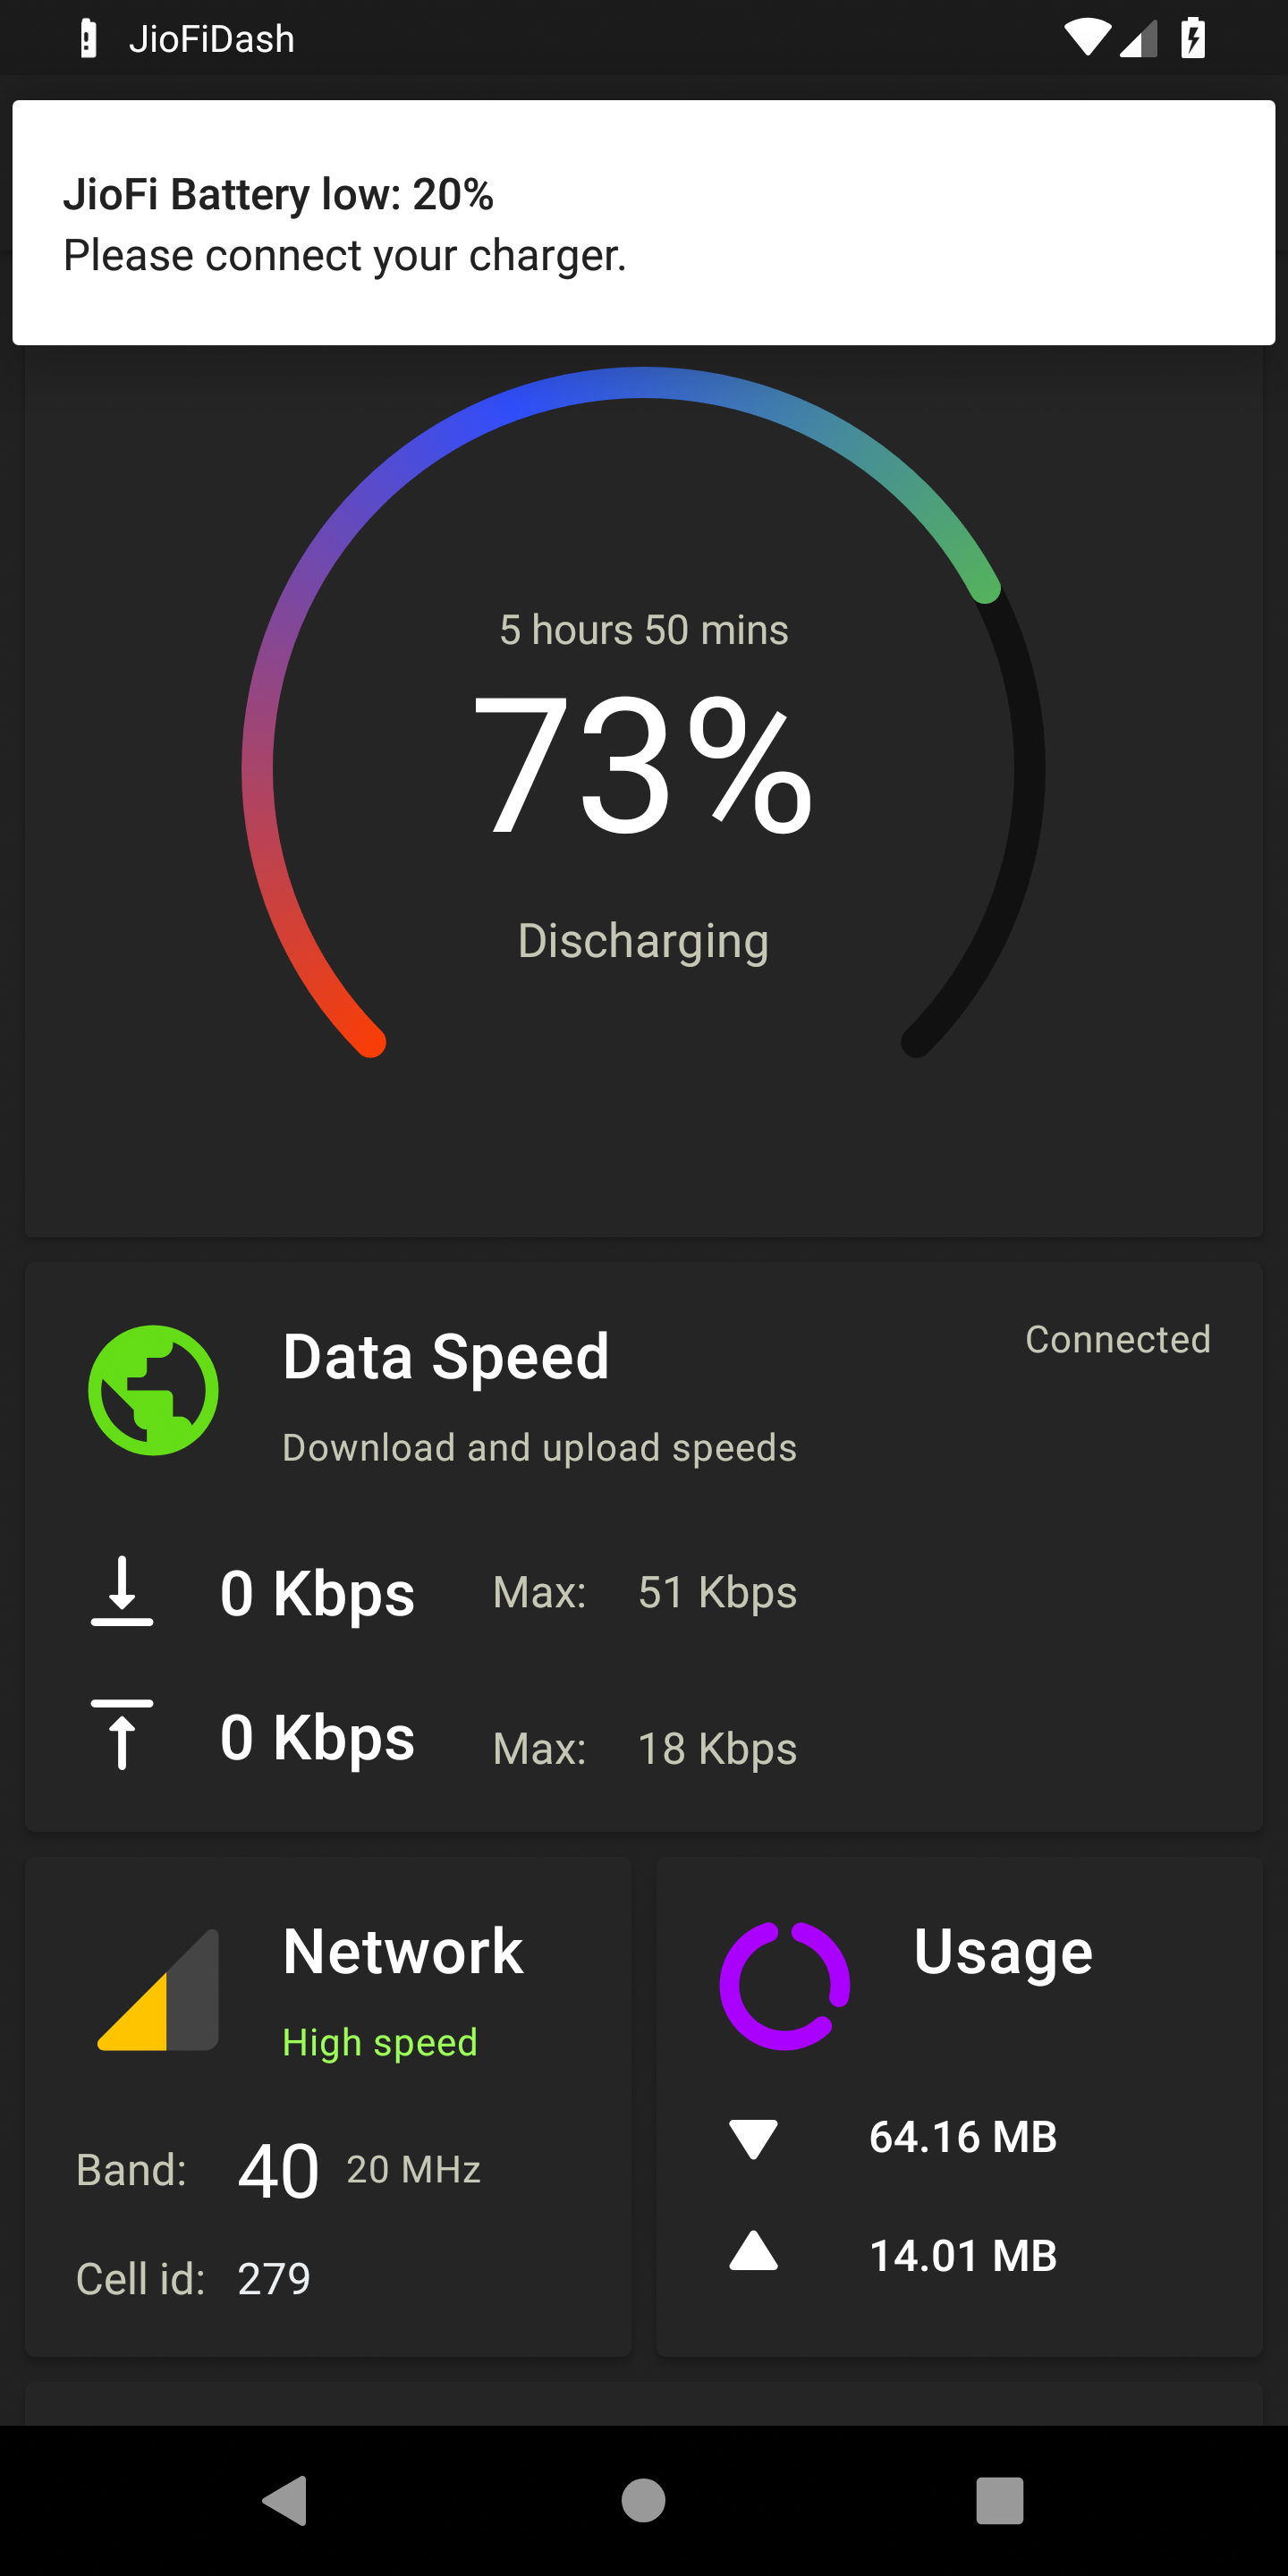 JioFiDash
JioFi Battery low: 20%
Please connect your charger.
5 hours 50 mins
73%
Discharging
Data Speed
Connected
Download and upload speeds
0 Kbps Max: 51 Kbps
0 Kbps Max: 18 Kbps
Network
High speed
Band: 40 20 MHz
Cell id: 279
Usage
64.16 MB
14.01 MB